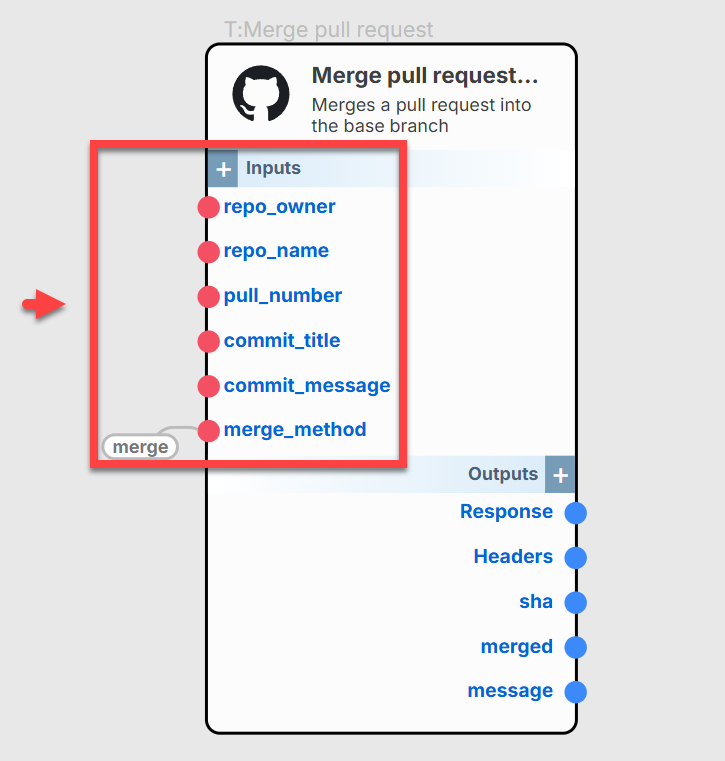 T:Merge pull request
Merge pull request...
Merges a pull request into
the base branch
+ Inputs
repo_owner
repo_name
pull_number
commit_title
commit_message
merge_method
merge
Outputs +
Response
Headers
sha
merged
message